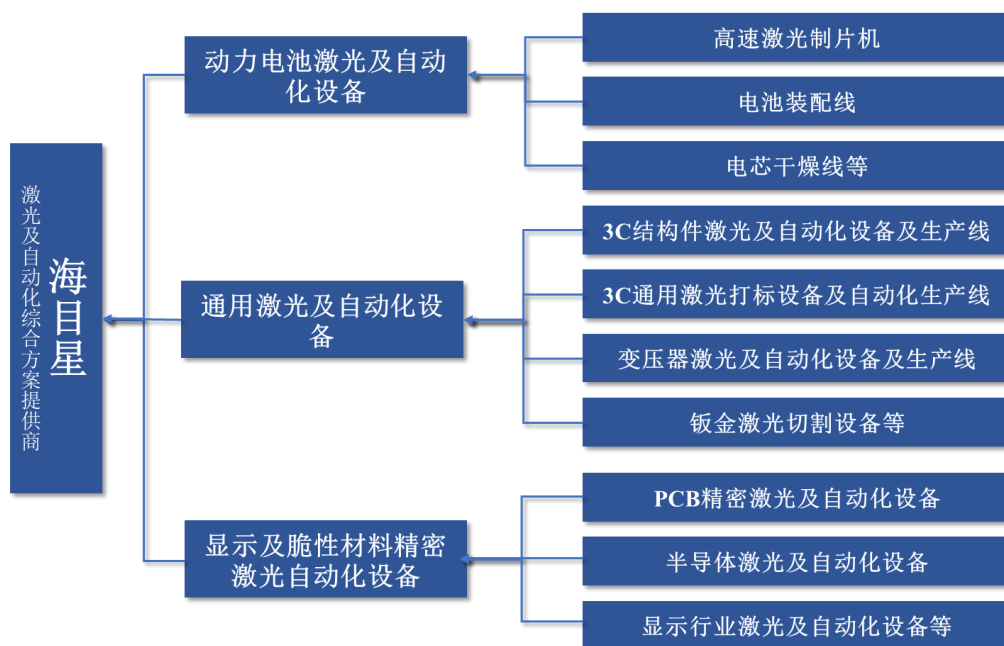 海目星
激光及自动化综合方案提供商
动力电池激光及自动
化设备
高速激光制片机
电池装配线
电芯干燥线等
通用激光及自动化设
备
3C结构件激光及自动化设备及生产线
3C通用激光打标设备及自动化生产线
变压器激光及自动化设备及生产线
钣金激光切割设备等
显示及脆性材料精密
激光自动化设备
PCB精密激光及自动化设备
半导体激光及自动化设备
显示行业激光及自动化设备等